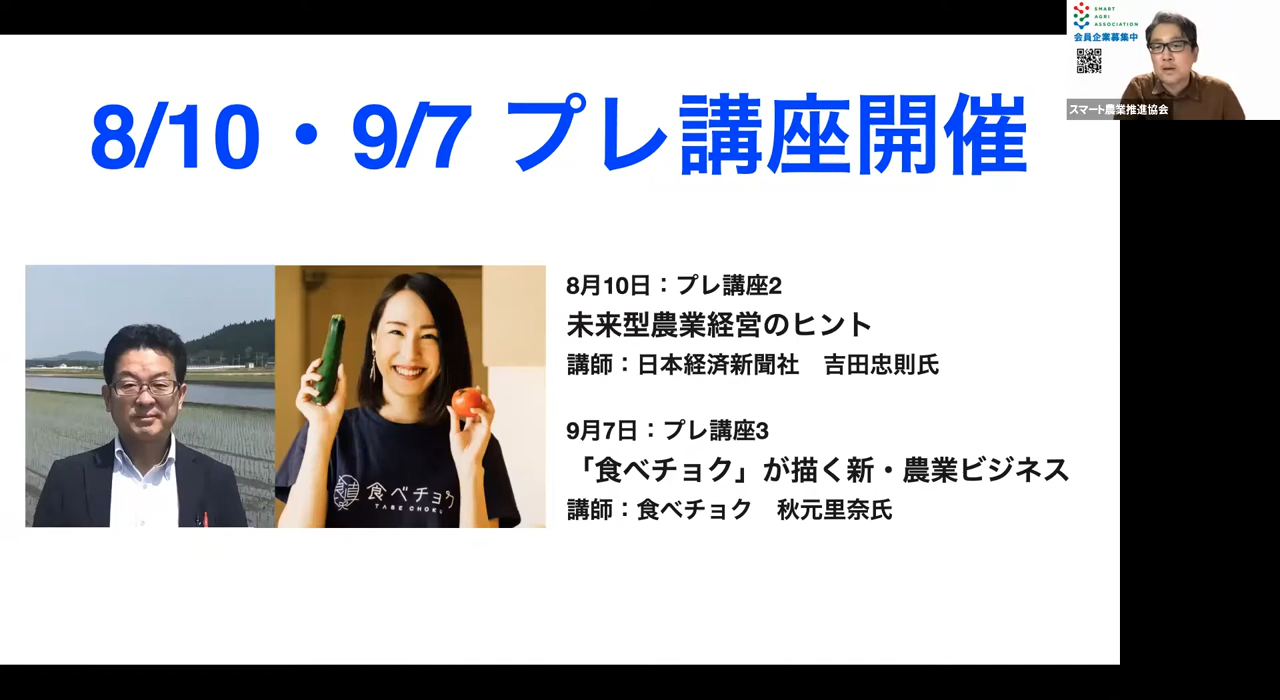 8/10・9/7 プレ講座開催
SMART
AGRI
ASSOCIATION
会員企業募集中
スマート農業推進協会
8月10日：プレ講座2
未来型農業経営のヒント
講師：日本経済新聞社　吉田忠則氏
9月7日：プレ講座3
「食べチョク」が描く新・農業ビジネス
講師：食べチョク　秋元里奈氏
食べチョク
TABE CHOKU